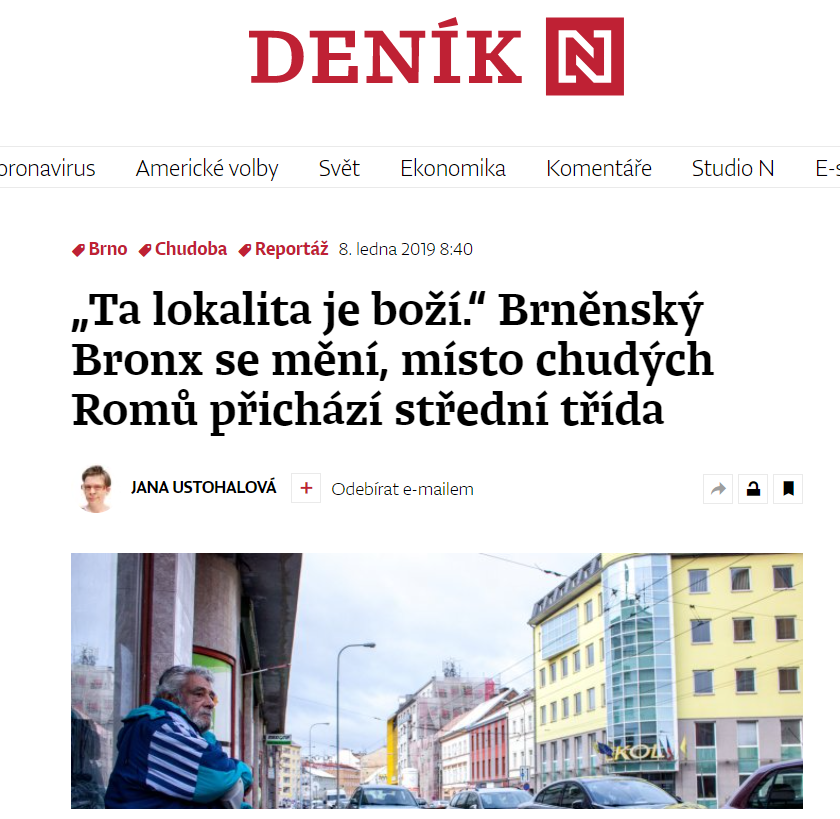 DENÍK N
oronavirus Americké volby Svět Ekonomika Komentáře Studio N E-s
Brno Chudoba Reportáž 8. ledna 2019 8:40
„Ta lokalita je boží.“ Brněnský
Bronx se mění, místo chudých
Romů přichází střední třída
JANA USTOHALOVÁ + Odebírat e-mailem
SKOL